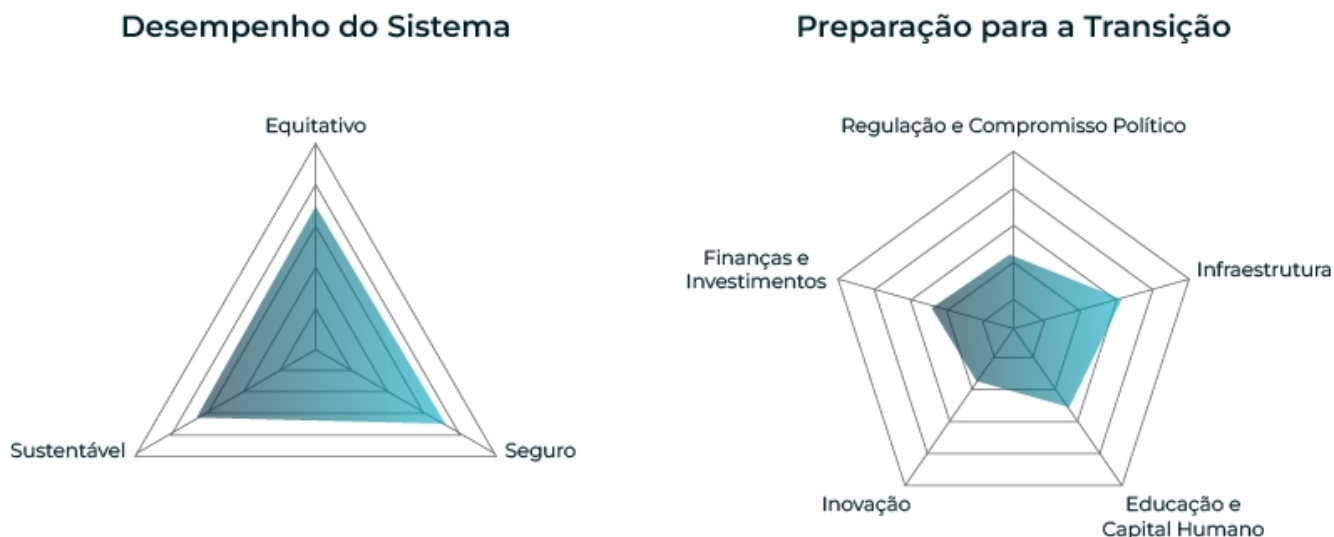 Desempenho do Sistema
Equitativo
Sustentável
Seguro
Preparação para a Transição
Regulação e Compromisso Político
Finanças e
Investimentos
Infraestrutura
Inovação
Educação e
Capital Humano